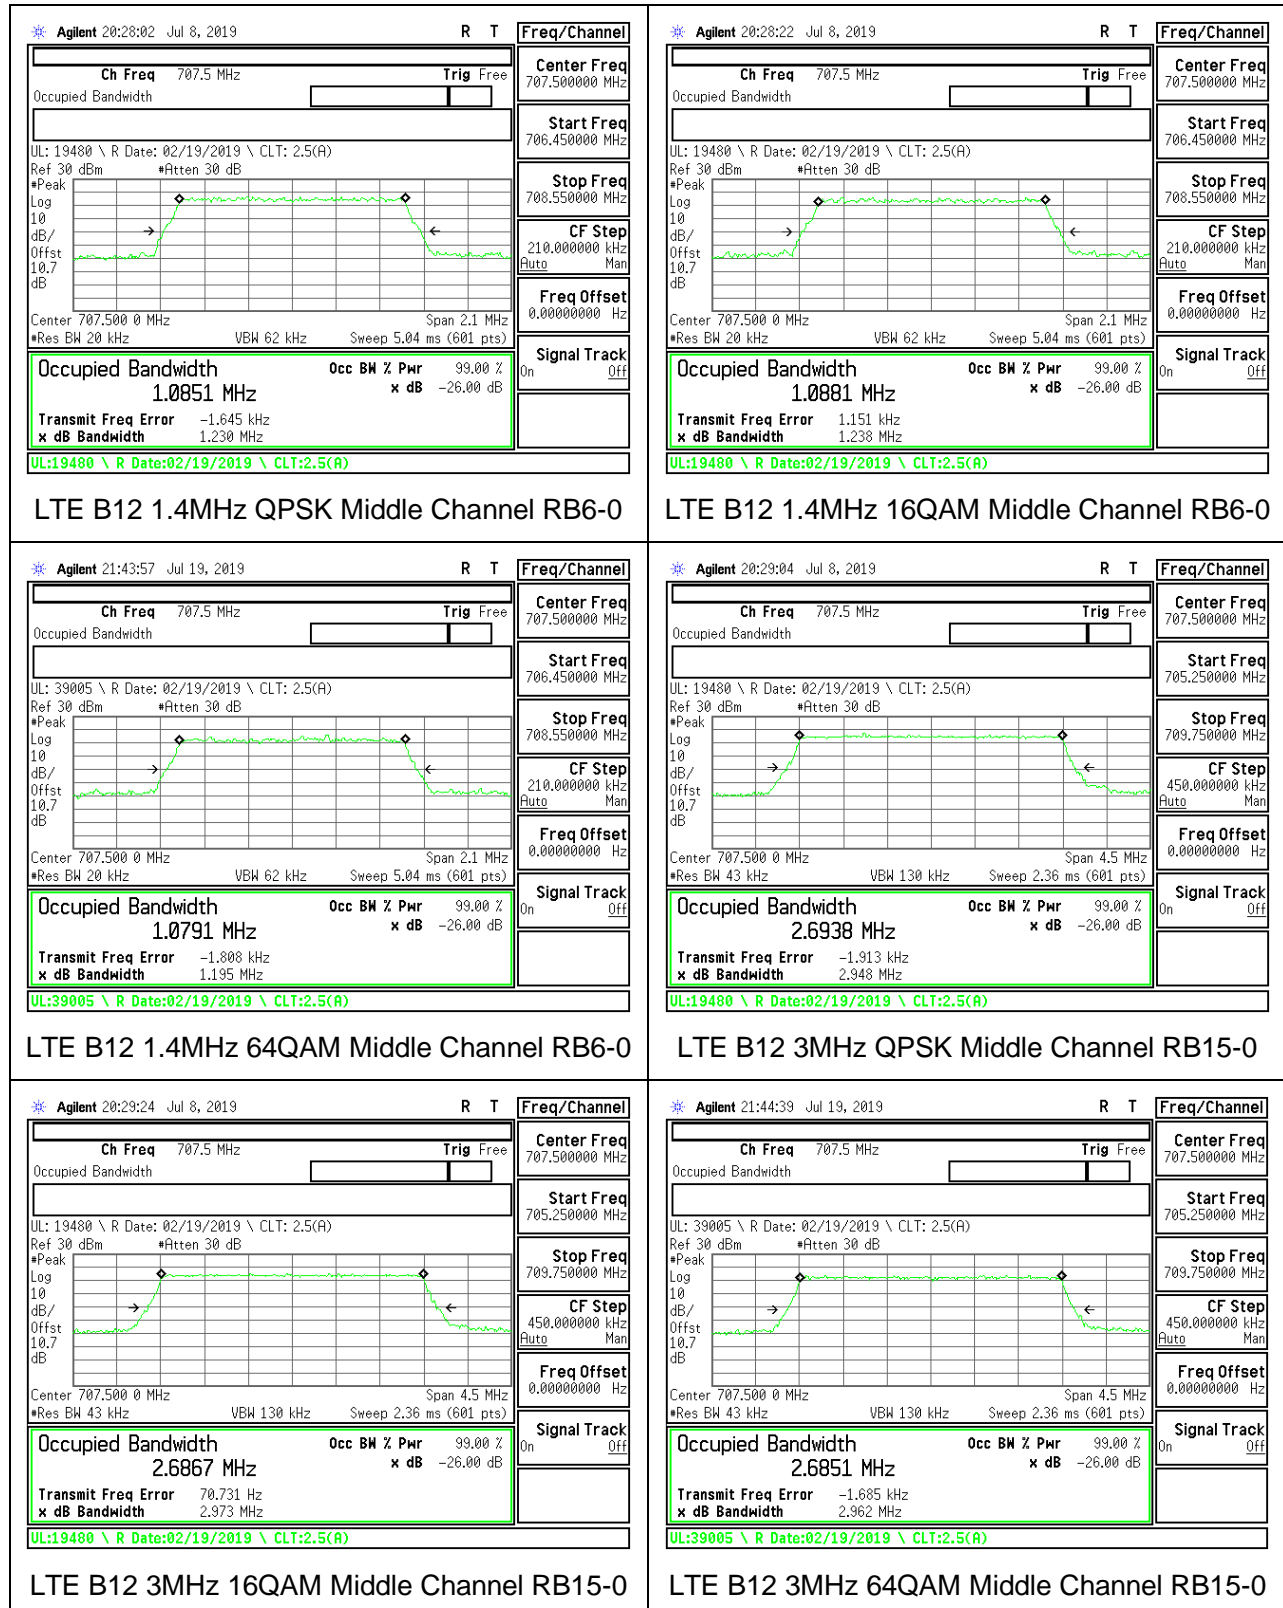 Agilent 20:28:02 Jul 8, 2019 R T Freq/Channel
Ch Freq 707.5 MHz Trig Free
Occupied Bandwidth
Center Freq
707.500000 MHz
Start Freq
706.450000 MHz
UL: 19480 \ R Date: 02/19/2019 \ CLT: 2.5(A)
Ref 30 dBm #Atten 30 dB
#Peak
Log
10
dB/
Offst
10.7
dB
Stop Freq
708.550000 MHz
CF Step
210.000000 kHz
Auto Man
Freq Offset
0.00000000 Hz
Center 707.500 0 MHz Span 2.1 MHz
#Res BW 20 kHz VBW 62 kHz Sweep 5.04 ms (601 pts)
Signal Track
On Off
Occupied Bandwidth Occ BW % Pwr 99.00 %
1.0851 MHz x dB -26.00 dB
Transmit Freq Error -1.645 kHz
x dB Bandwidth 1.230 MHz
UL:19480 \ R Date:02/19/2019 \ CLT:2.5(A)
LTE B12 1.4MHz QPSK Middle Channel RB6-0
Agilent 20:28:22 Jul 8, 2019 R T Freq/Channel
Ch Freq 707.5 MHz Trig Free
Occupied Bandwidth
Center Freq
707.500000 MHz
Start Freq
706.450000 MHz
UL: 19480 \ R Date: 02/19/2019 \ CLT: 2.5(A)
Ref 30 dBm #Atten 30 dB
#Peak
Log
10
dB/
Offst
10.7
dB
Stop Freq
708.550000 MHz
CF Step
210.000000 kHz
Auto Man
Freq Offset
0.00000000 Hz
Center 707.500 0 MHz Span 2.1 MHz
#Res BW 20 kHz VBW 62 kHz Sweep 5.04 ms (601 pts)
Signal Track
On Off
Occupied Bandwidth Occ BW % Pwr 99.00 %
1.0881 MHz x dB -26.00 dB
Transmit Freq Error 1.151 kHz
x dB Bandwidth 1.238 MHz
UL:19480 \ R Date:02/19/2019 \ CLT:2.5(A)
LTE B12 1.4MHz 16QAM Middle Channel RB6-0
Agilent 21:43:57 Jul 19, 2019 R T Freq/Channel
Ch Freq 707.5 MHz Trig Free
Occupied Bandwidth
Center Freq
707.500000 MHz
Start Freq
706.450000 MHz
UL: 39005 \ R Date: 02/19/2019 \ CLT: 2.5(A)
Ref 30 dBm #Atten 30 dB
#Peak
Log
10
dB/
Offst
10.7
dB
Stop Freq
708.550000 MHz
CF Step
210.000000 kHz
Auto Man
Freq Offset
0.00000000 Hz
Center 707.500 0 MHz Span 2.1 MHz
#Res BW 20 kHz VBW 62 kHz Sweep 5.04 ms (601 pts)
Signal Track
On Off
Occupied Bandwidth Occ BW % Pwr 99.00 %
1.0791 MHz x dB -26.00 dB
Transmit Freq Error -1.808 kHz
x dB Bandwidth 1.195 MHz
UL:39005 \ R Date:02/19/2019 \ CLT:2.5(A)
LTE B12 1.4MHz 64QAM Middle Channel RB6-0
Agilent 20:29:04 Jul 8, 2019 R T Freq/Channel
Ch Freq 707.5 MHz Trig Free
Occupied Bandwidth
Center Freq
707.500000 MHz
Start Freq
705.250000 MHz
UL: 19480 \ R Date: 02/19/2019 \ CLT: 2.5(A)
Ref 30 dBm #Atten 30 dB
#Peak
Log
10
dB/
Offst
10.7
dB
Stop Freq
709.750000 MHz
CF Step
450.000000 kHz
Auto Man
Freq Offset
0.00000000 Hz
Center 707.500 0 MHz Span 4.5 MHz
#Res BW 43 kHz VBW 130 kHz Sweep 2.36 ms (601 pts)
Signal Track
On Off
Occupied Bandwidth Occ BW % Pwr 99.00 %
2.6938 MHz x dB -26.00 dB
Transmit Freq Error -1.913 kHz
x dB Bandwidth 2.948 MHz
UL:19480 \ R Date:02/19/2019 \ CLT:2.5(A)
LTE B12 3MHz QPSK Middle Channel RB15-0
Agilent 20:29:24 Jul 8, 2019 R T Freq/Channel
Ch Freq 707.5 MHz Trig Free
Occupied Bandwidth
Center Freq
707.500000 MHz
Start Freq
705.250000 MHz
UL: 19480 \ R Date: 02/19/2019 \ CLT: 2.5(A)
Ref 30 dBm #Atten 30 dB
#Peak
Log
10
dB/
Offst
10.7
dB
Stop Freq
709.750000 MHz
CF Step
450.000000 kHz
Auto Man
Freq Offset
0.00000000 Hz
Center 707.500 0 MHz Span 4.5 MHz
#Res BW 43 kHz VBW 130 kHz Sweep 2.36 ms (601 pts)
Signal Track
On Off
Occupied Bandwidth Occ BW % Pwr 99.00 %
2.6867 MHz x dB -26.00 dB
Transmit Freq Error 70.731 Hz
x dB Bandwidth 2.973 MHz
UL:19480 \ R Date:02/19/2019 \ CLT:2.5(A)
LTE B12 3MHz 16QAM Middle Channel RB15-0
Agilent 21:44:39 Jul 19, 2019 R T Freq/Channel
Ch Freq 707.5 MHz Trig Free
Occupied Bandwidth
Center Freq
707.500000 MHz
Start Freq
705.250000 MHz
UL: 39005 \ R Date: 02/19/2019 \ CLT: 2.5(A)
Ref 30 dBm #Atten 30 dB
#Peak
Log
10
dB/
Offst
10.7
dB
Stop Freq
709.750000 MHz
CF Step
450.000000 kHz
Auto Man
Freq Offset
0.00000000 Hz
Center 707.500 0 MHz Span 4.5 MHz
#Res BW 43 kHz VBW 130 kHz Sweep 2.36 ms (601 pts)
Signal Track
On Off
Occupied Bandwidth Occ BW % Pwr 99.00 %
2.6851 MHz x dB -26.00 dB
Transmit Freq Error -1.685 kHz
x dB Bandwidth 2.962 MHz
UL:39005 \ R Date:02/19/2019 \ CLT:2.5(A)
LTE B12 3MHz 64QAM Middle Channel RB15-0